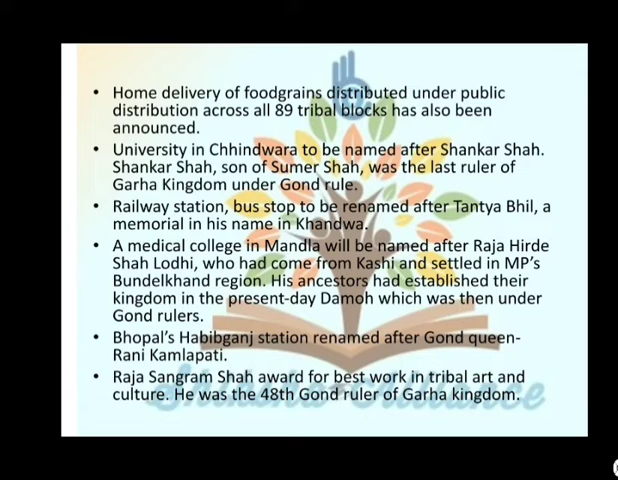 • Home delivery of foodgrains distributed under public
distribution across all 89 tribal blocks has also been
announced.
• University in Chhindwara to be named after Shankar Shah.
Shankar Shah, son of Sumer Shah, was the last ruler of
Garha Kingdom under Gond rule.
• Railway station, bus stop to be renamed after Tantya Bhil, a
memorial in his name in Khandwa.
• A medical college in Mandla will be named after Raja Hirde
Shah Lodhi, who had come from Kashi and settled in MP's
Bundelkhand region. His ancestors had established their
kingdom in the present-day Damoh which was then under
Gond rulers.
• Bhopal's Habibganj station renamed after Gond queen-
Rani Kamlapati.
• Raja Sangram Shah award for best work in tribal art and
culture. He was the 48th Gond ruler of Garha kingdom.
Shiksha Alliance